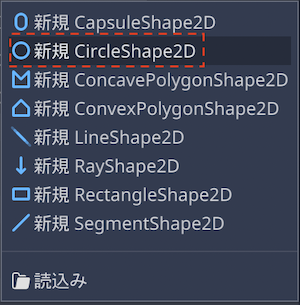 新規 CapsuleShape2D
新規 CircleShape2D
新規 ConcavePolygonShape2D
新規 ConvexPolygonShape2D
新規 LineShape2D
新規 RayShape2D
新規 RectangleShape2D
新規 SegmentShape2D
読込み